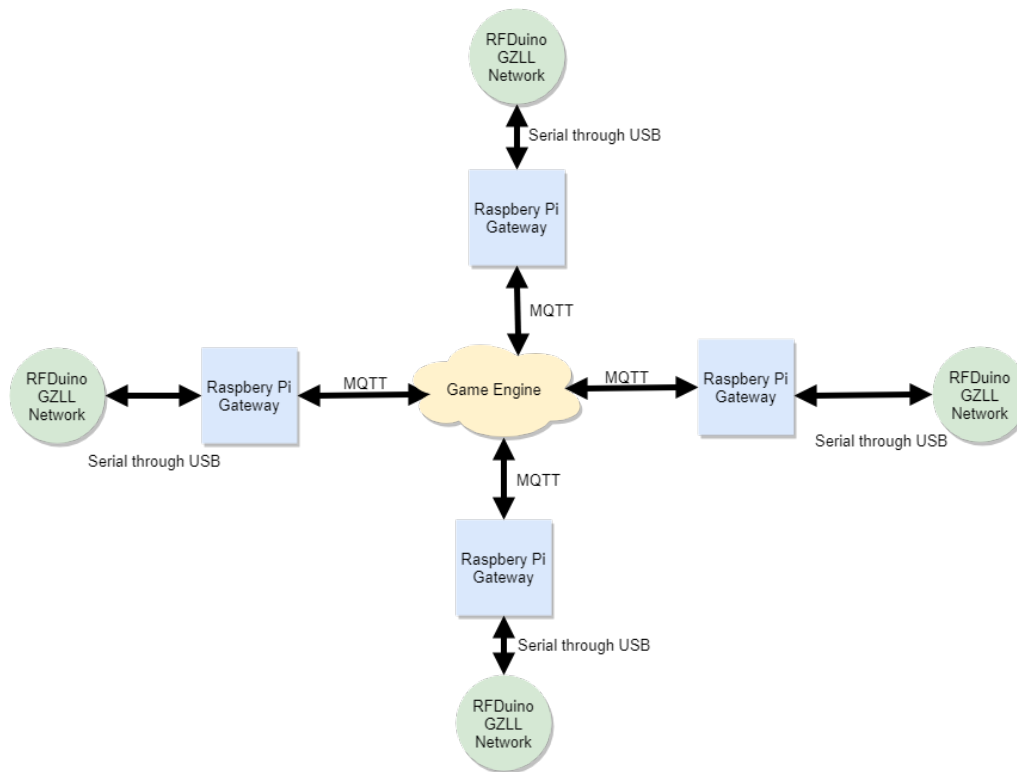 RFDuino
GZLL
Network
Serial through USB
Raspbery Pi
Gateway
MQTT
RFDuino
GZLL
Network
Serial through USB
Raspbery Pi
Gateway
MQTT
Game Engine
MQTT
Raspbery Pi
Gateway
Serial through USB
RFDuino
GZLL
Network
MQTT
Raspbery Pi
Gateway
Serial through USB
RFDuino
GZLL
Network